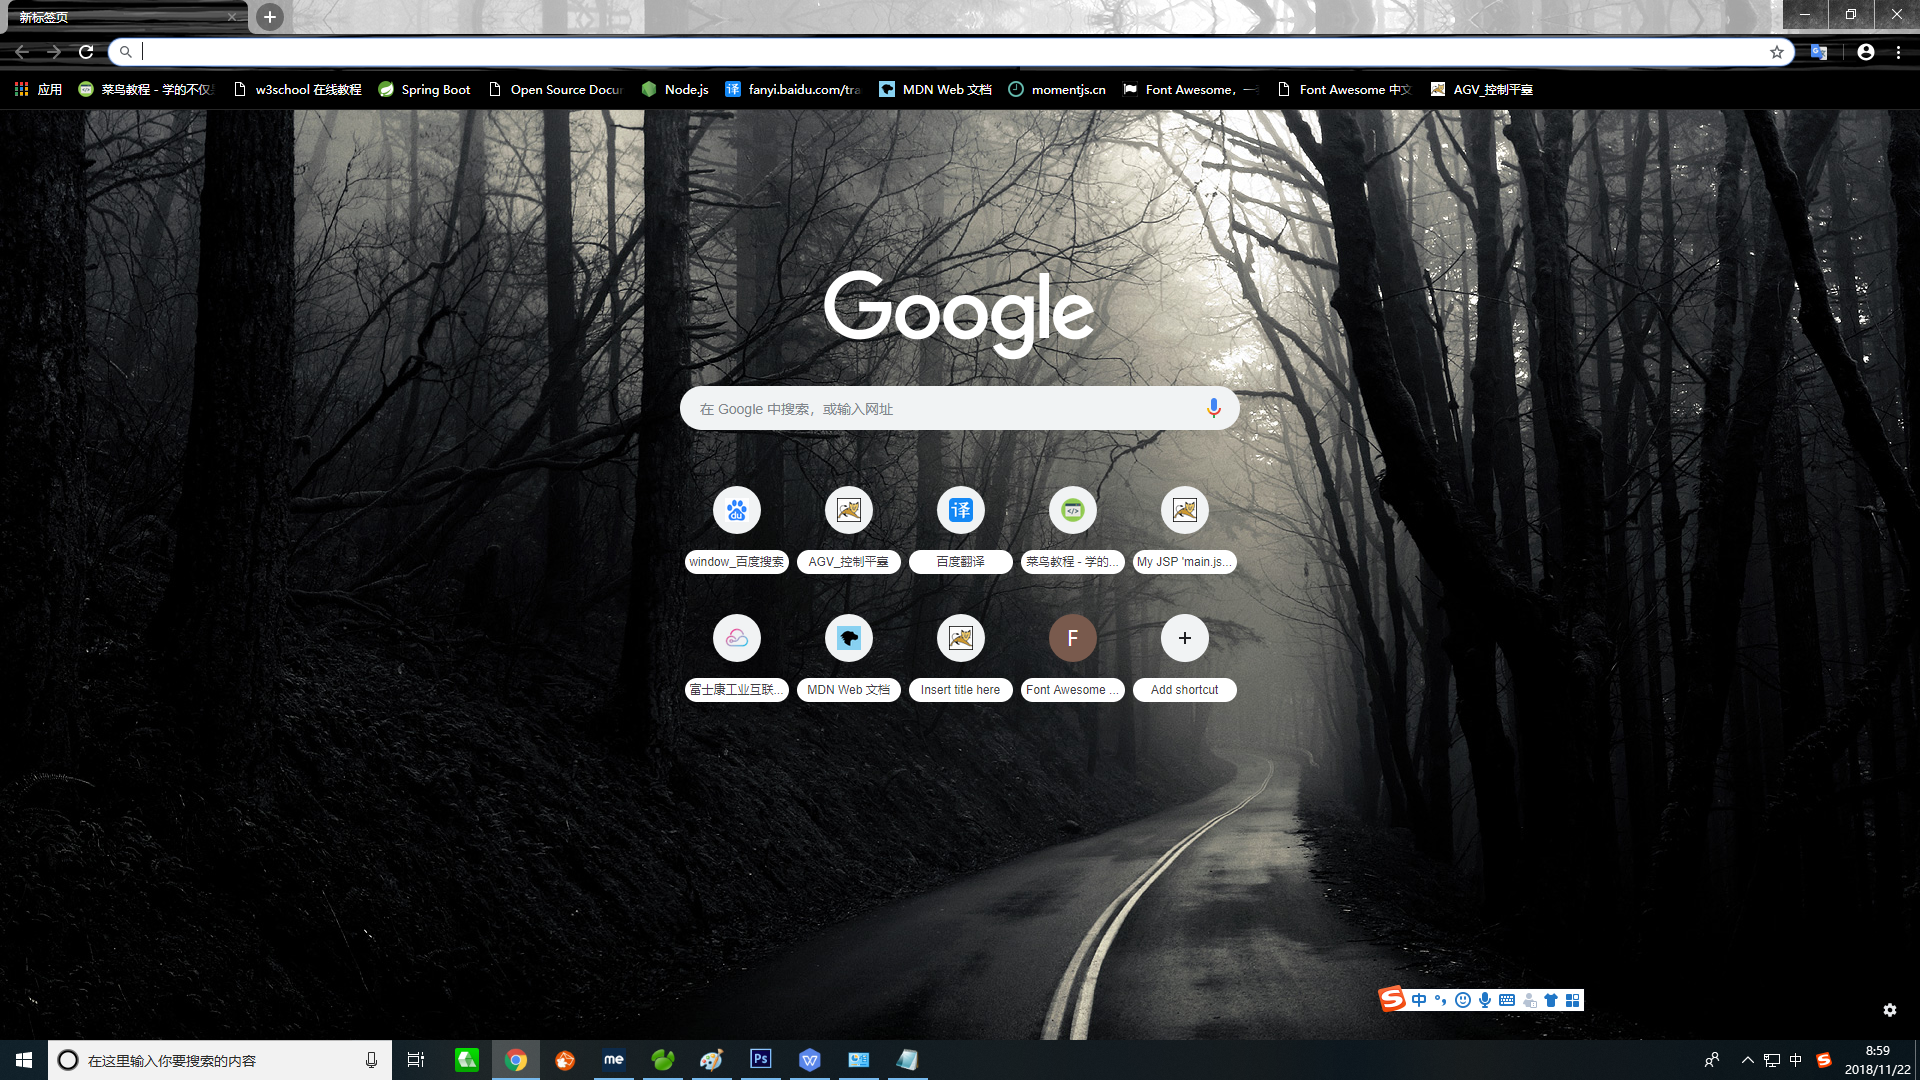 新标签页
应用
菜鸟教程 - 学的不仅
w3school 在线教程
Spring Boot
Open Source Docur
Node.js
fanyi.baidu.com/tra
MDN Web 文档
momentjs.cn
Font Awesome，一
Font Awesome 中文
AGV_控制平臺
Google
在 Google 中搜索，或输入网址
window_百度搜索
AGV_控制平臺
百度翻译
菜鸟教程 - 学的...
My JSP 'main.js...
富士康工业互联...
MDN Web 文档
Insert title here
F
Font Awesome ...
Add shortcut
中
在这里输入你要搜索的内容
me
Ps
中
8:59
2018/11/22